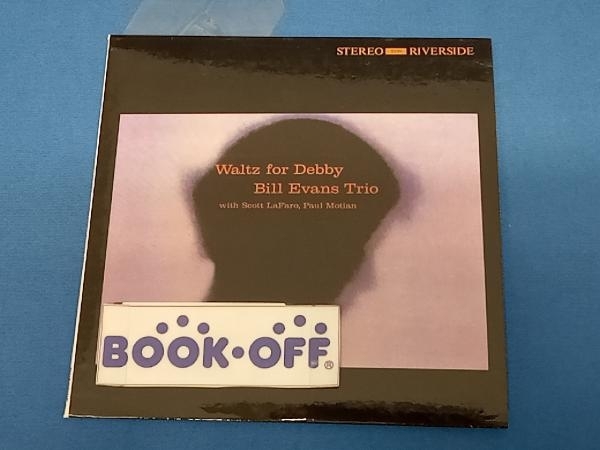 STEREO RIVERSIDE
Waltz for Debby
Bill Evans Trio
with Scott LaFaro, Paul Motian
BOOK·OFF®